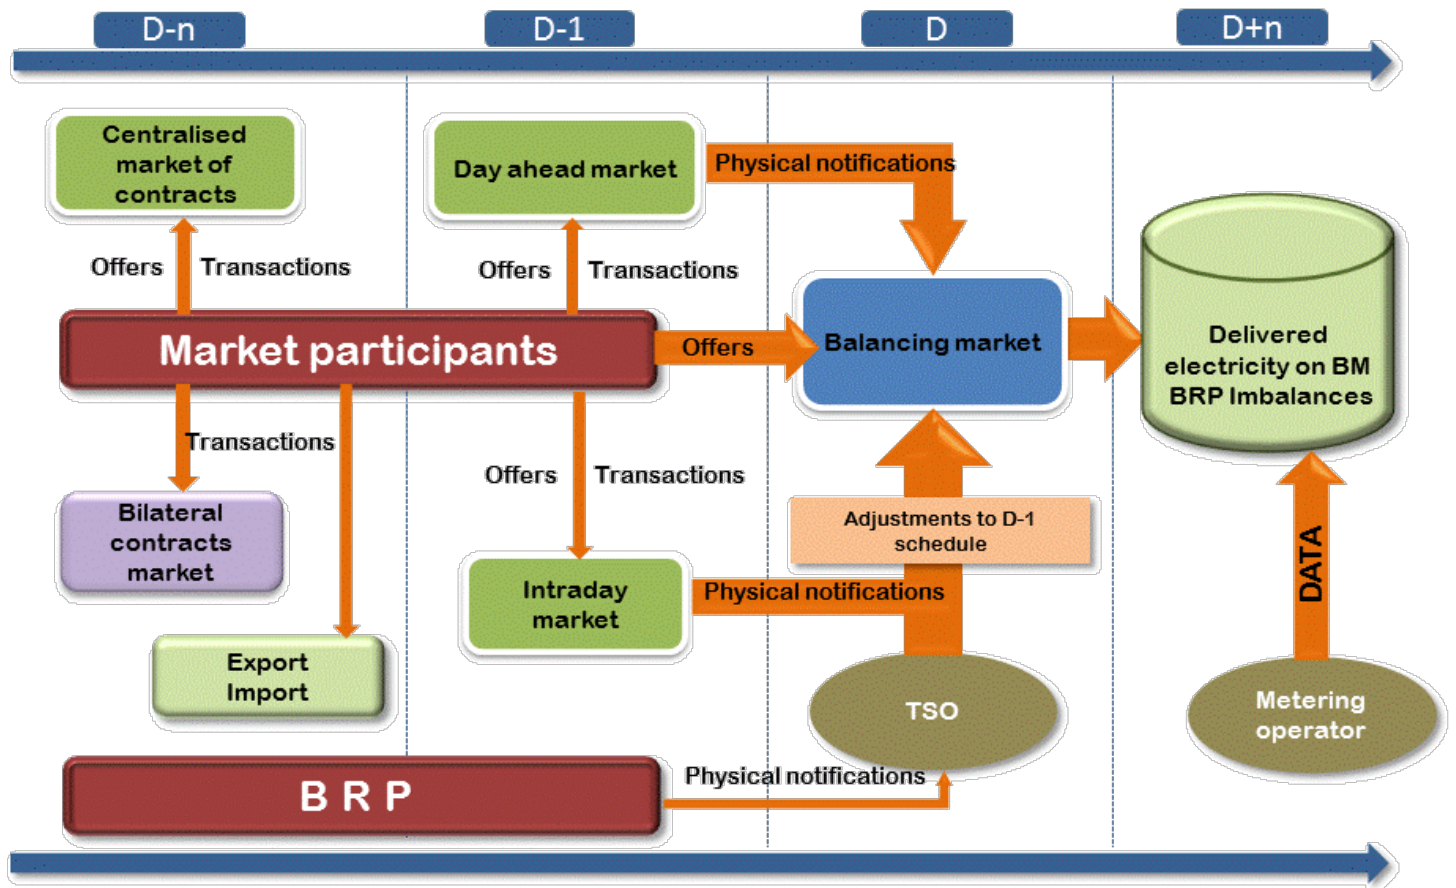 D-n
D-1
D
D+n
Centralised
market of
contracts
Day ahead market
Physical notifications
Offers
Transactions
Offers
Transactions
Market participants
Offers
Balancing market
Delivered
electricity on BM
BRP Imbalances
Transactions
Offers
Transactions
Bilateral
contracts
market
Adjustments to D-1
schedule
DATA
Intraday
market
Physical notifications
Export
Import
TSO
Metering
operator
B R P
Physical notifications